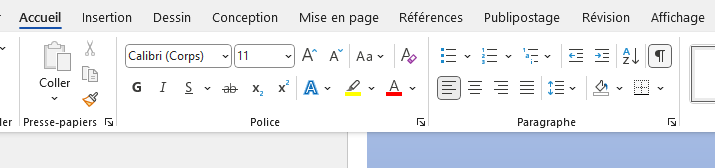 Accueil Insertion Dessin Conception Mise en page Références Publipostage Révision Affichage
Coller
Calibri (Corps) 11 A A Aa A
G I S ab x₂ x² A A
Presse-papiers Police Paragraphe